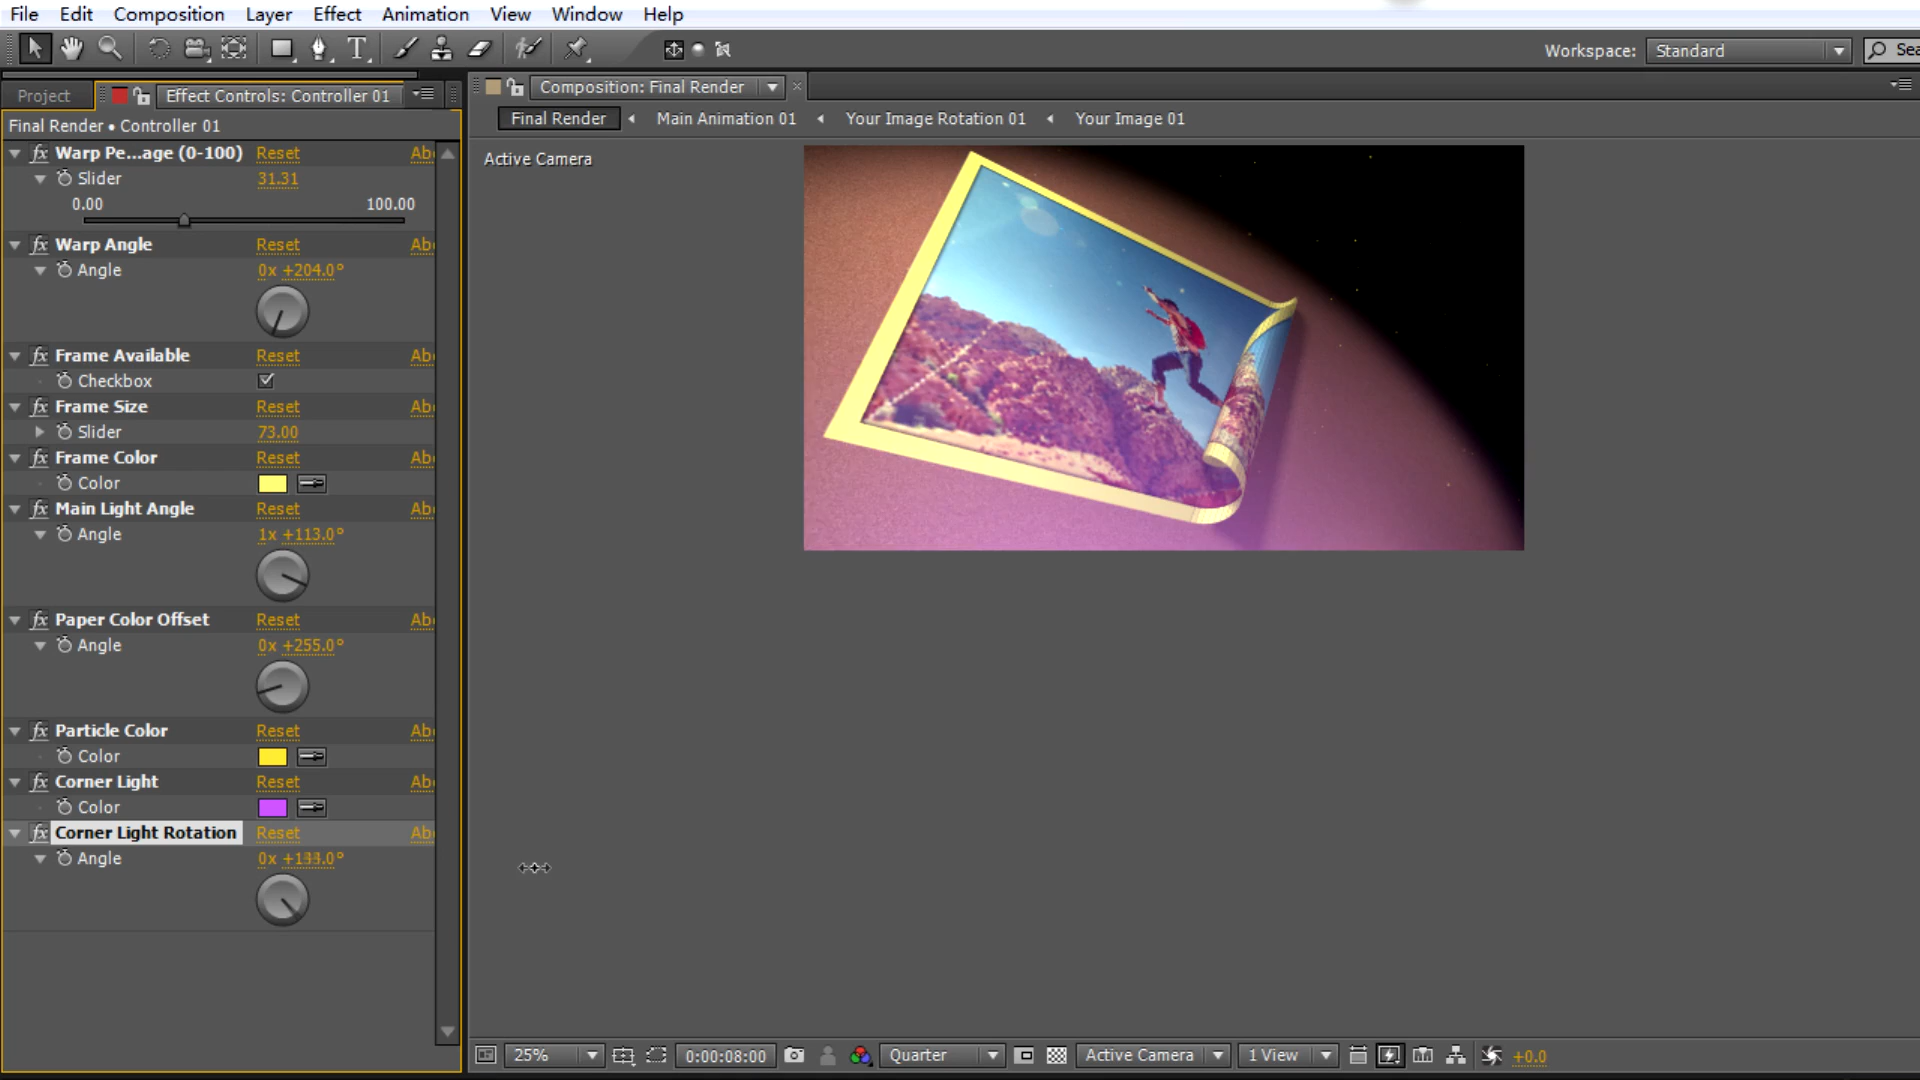 File Edit Composition Layer Effect Animation View Window Help
Workspace: Standard
Project Effect Controls: Controller 01
Composition: Final Render
Final Render • Controller 01
Final Render Main Animation 01 Your Image Rotation 01 Your Image 01
Active Camera
Warp Pe...age (0-100) Reset
Slider 31.31
0.00 100.00
Warp Angle Reset
Angle 0x +204.0°
Frame Available Reset
Checkbox
Frame Size Reset
Slider 73.00
Frame Color Reset
Color
Main Light Angle Reset
Angle 1x +113.0°
Paper Color Offset Reset
Angle 0x +255.0°
Particle Color Reset
Color
Corner Light Reset
Color
Corner Light Rotation Reset
Angle 0x
25% 0:00:08:00 Quarter Active Camera 1 View +0.0